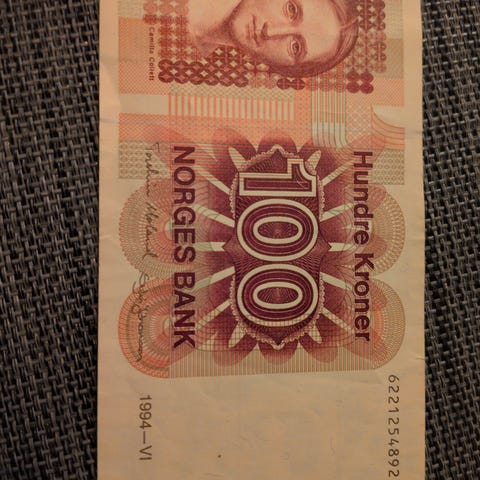 Camilla Collett
Hundre Kroner
100
NORGES BANK
1994—VI
6221254892